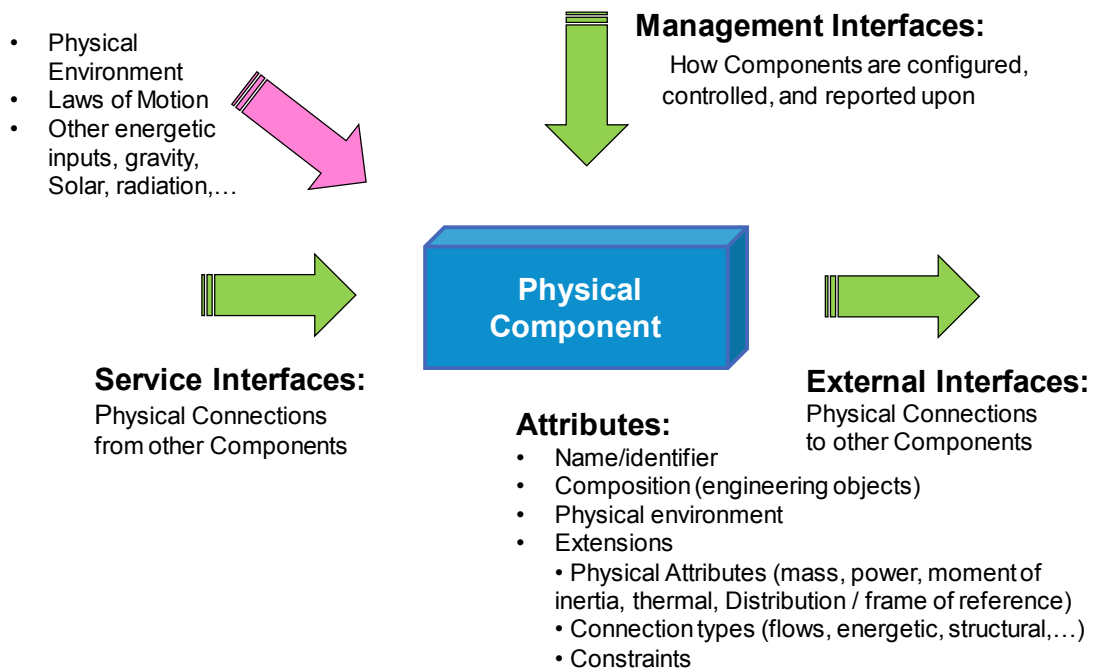 • Physical
Environment
• Laws of Motion
• Other energetic
inputs, gravity,
Solar, radiation,…
Management Interfaces:
How Components are configured,
controlled, and reported upon
Physical
Component
Service Interfaces:
Physical Connections
from other Components
External Interfaces:
Physical Connections
to other Components
Attributes:
• Name/identifier
• Composition (engineering objects)
• Physical environment
• Extensions
• Physical Attributes (mass, power, moment of
inertia, thermal, Distribution / frame of reference)
• Connection types (flows, energetic, structural,…)
• Constraints